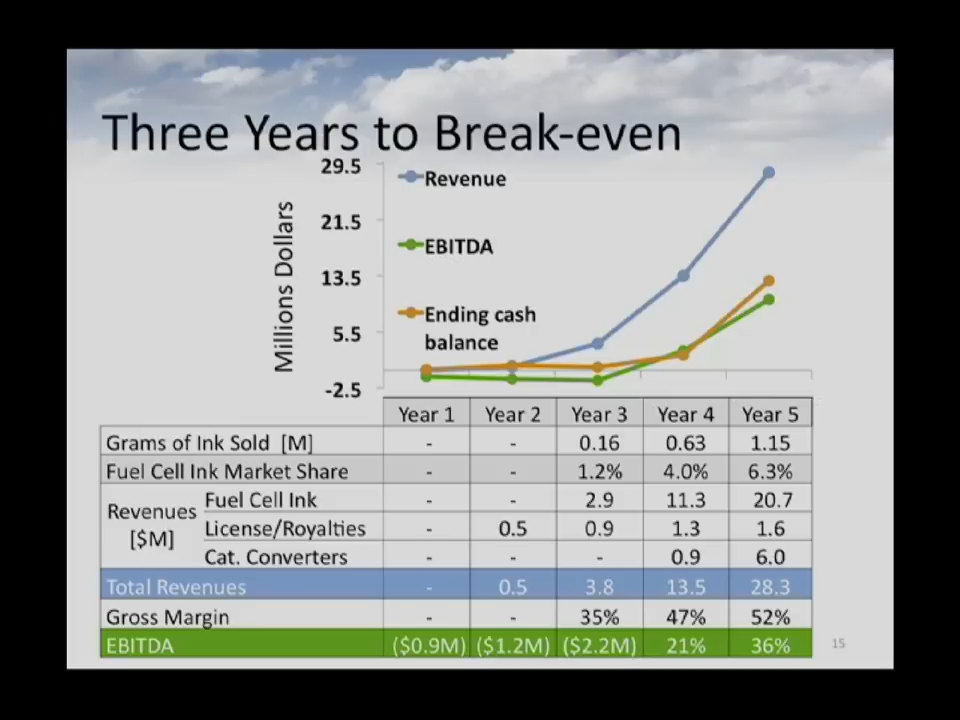 Three Years to Break-even
29.5
21.5
13.5
5.5
-2.5
Millions Dollars
Revenue
EBITDA
Ending cash
balance
Year 1 Year 2 Year 3 Year 4 Year 5
Grams of Ink Sold [M] - - 0.16 0.63 1.15
Fuel Cell Ink Market Share - - 1.2% 4.0% 6.3%
Revenues
[$M]
Fuel Cell Ink - - 2.9 11.3 20.7
License/Royalties - 0.5 0.9 1.3 1.6
Cat. Converters - - - 0.9 6.0
Total Revenues - 0.5 3.8 13.5 28.3
Gross Margin - - 35% 47% 52%
EBITDA ($0.9M) ($1.2M) ($2.2M) 21% 36%
15